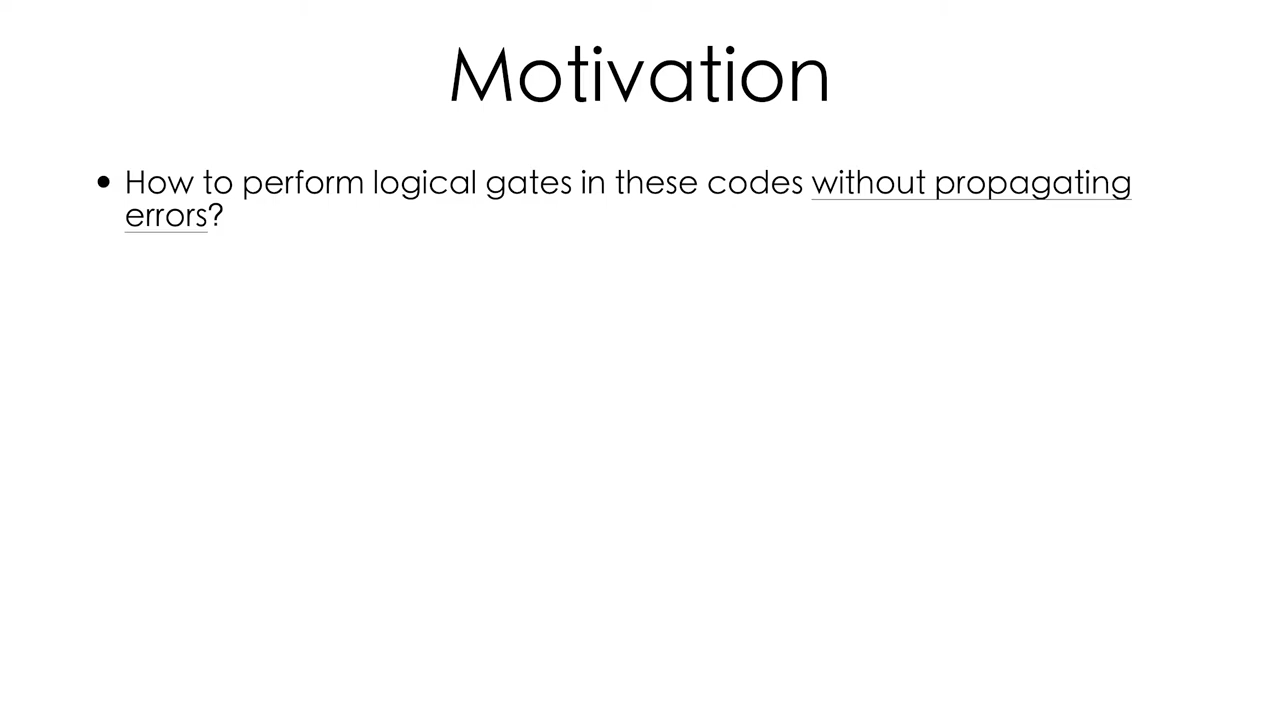 Motivation
• How to perform logical gates in these codes without propagating
errors?